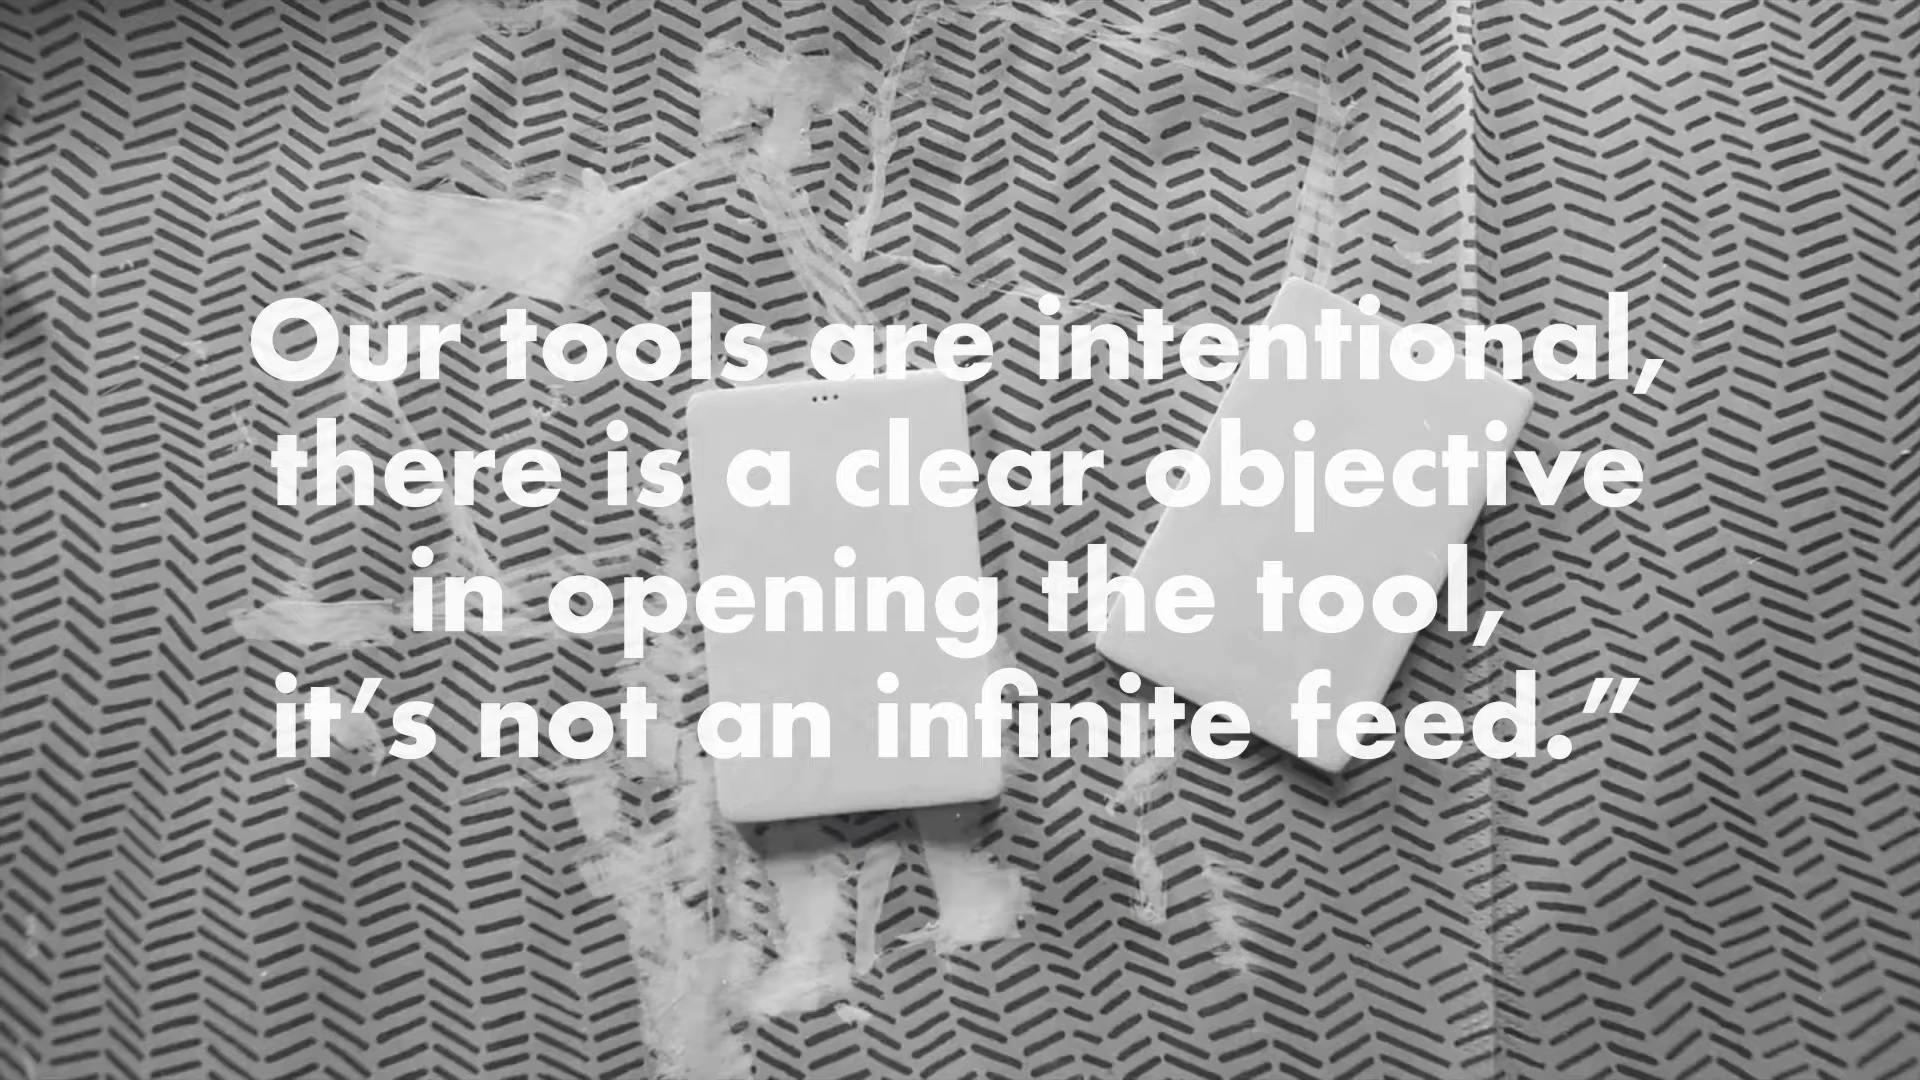 Our tools are intentional,
there is a clear objective
in opening the tool,
it’s not an infinite feed.”